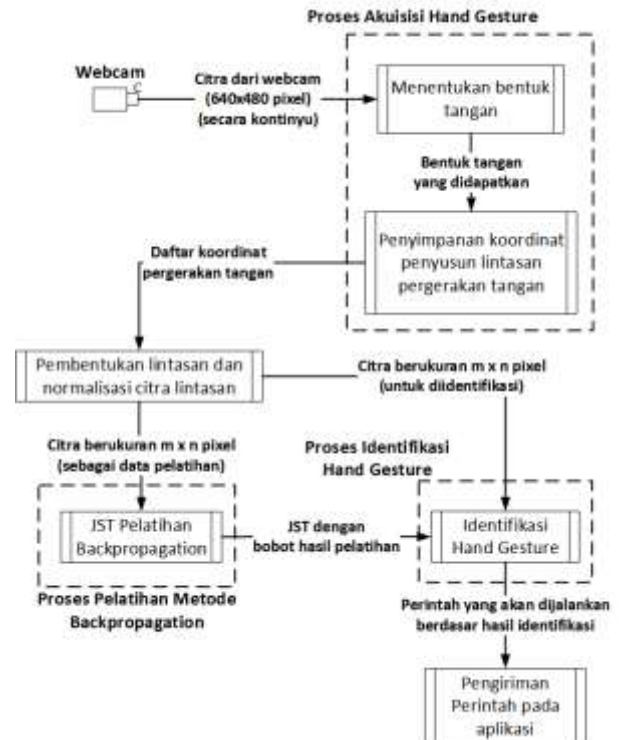 Proses Akuisisi Hand Gesture
Webcam
Citra dari webcam
(640x480 pixel)
(secara kontinyu)
Menentukan bentuk
tangan
Bentuk tangan
yang didapatkan
Penyimpanan koordinat
penyusun lintasan
pergerakan tangan
Daftar koordinat
pergerakan tangan
Pembentukan lintasan dan
normalisasi citra lintasan
Citra berukuran m x n pixel
(untuk diidentifikasi)
Citra berukuran m x n pixel
(sebagai data pelatihan)
Proses Identifikasi
Hand Gesture
JST Pelatihan
Backpropagation
JST dengan
bobot hasil pelatihan
Identifikasi
Hand Gesture
Proses Pelatihan Metode
Backpropagation
Perintah yang akan dijalankan
berdasar hasil identifikasi
Pengiriman
Perintah pada
aplikasi